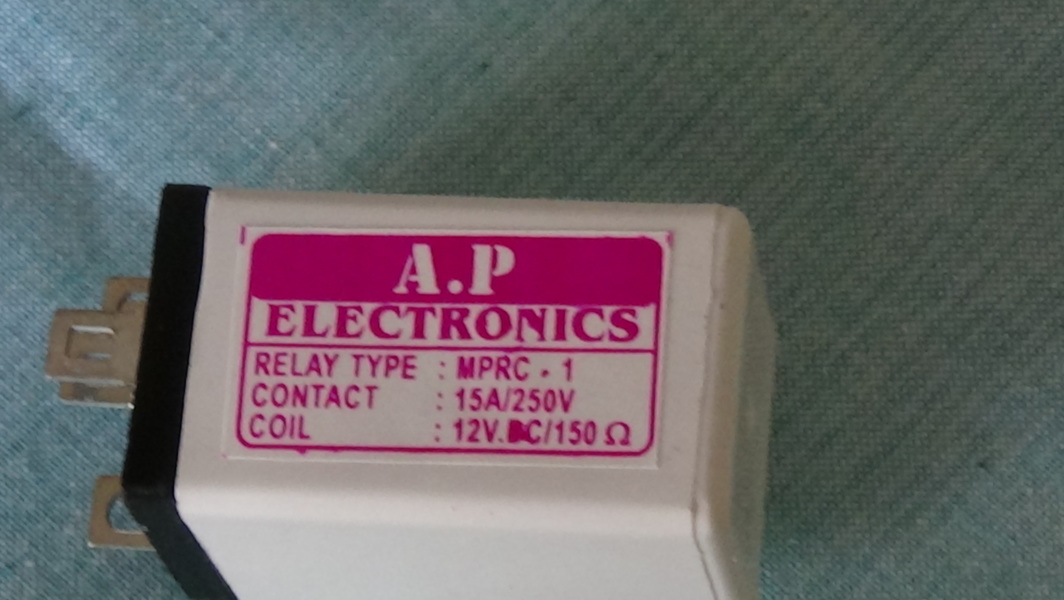 A.P
ELECTRONICS
RELAY TYPE : MPRC - 1
CONTACT : 15A/250V
COIL : 12V.DC/150 Ω